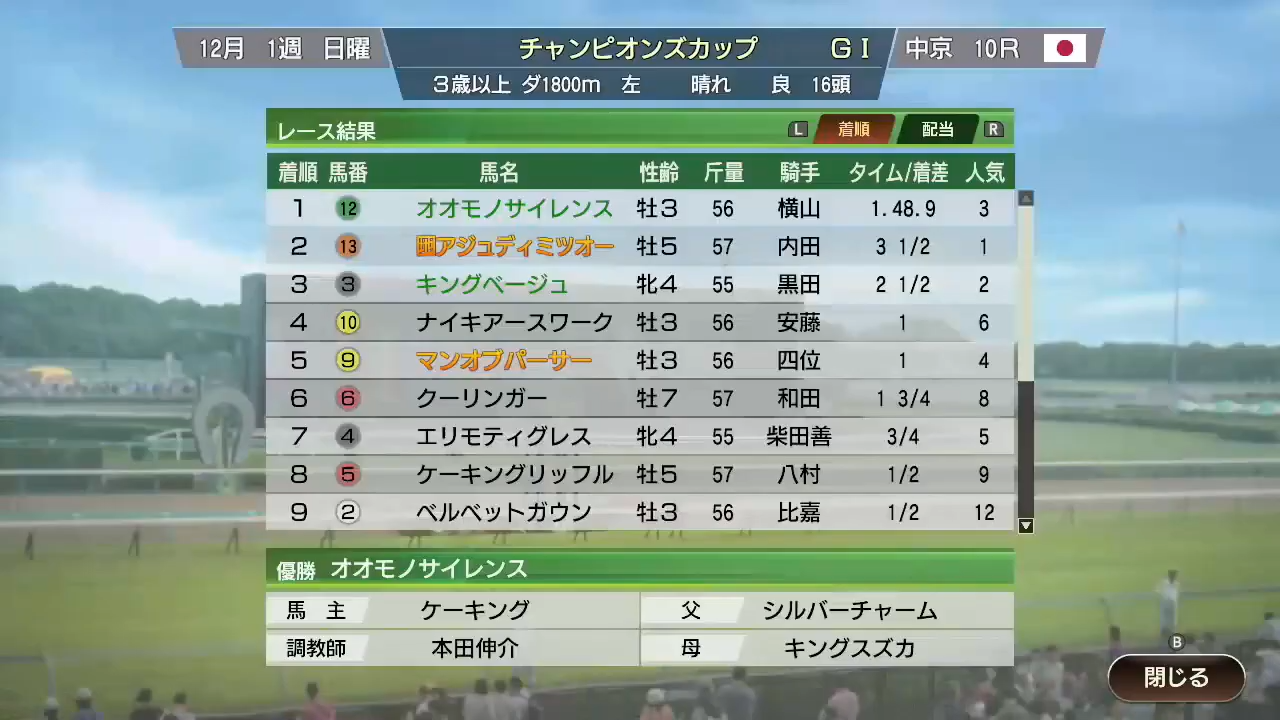 12月 1週 日曜 チャンピオンズカップ GⅠ 中京 10R
3歳以上 ダ1800m 左 晴れ 良 16頭
レース結果 L 着順 配当 R
着順 馬番 馬名 性齢 斤量 騎手 タイム/着差 人気
1 12 オオモノサイレンス 牡3 56 横山 1.48.9 3
2 13 地アジュディミツオー 牡5 57 内田 3 1/2 1
3 3 キングベージュ 牝4 55 黒田 2 1/2 2
4 10 ナイキアースワーク 牡3 56 安藤 1 6
5 9 マンオブパーサー 牡3 56 四位 1 4
6 6 クーリンガー 牡7 57 和田 1 3/4 8
7 4 エリモティグレス 牝4 55 柴田善 3/4 5
8 5 ケーキングリッフル 牡5 57 八村 1/2 9
9 2 ベルベットガウン 牡3 56 比嘉 1/2 12
優勝 オオモノサイレンス
馬主 ケーキング 父 シルバーチャーム
調教師 本田伸介 母 キングスズカ
B
閉じる